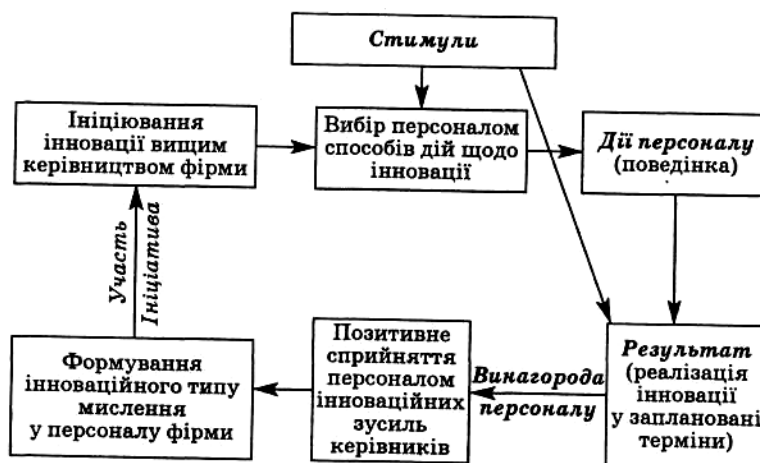 Стимули
Ініціювання
інновації вищим
керівництвом фірми
Вибір персоналом
способів дій щодо
інновації
Дії персоналу
(поведінка)
Участь
Ініціатива
Формування
інноваційного типу
мислення
у персоналу фірми
Позитивне
сприйняття
персоналом
інноваційних
зусиль
керівників
Винагорода
персоналу
Результат
(реалізація
інновації
у заплановані
терміни)